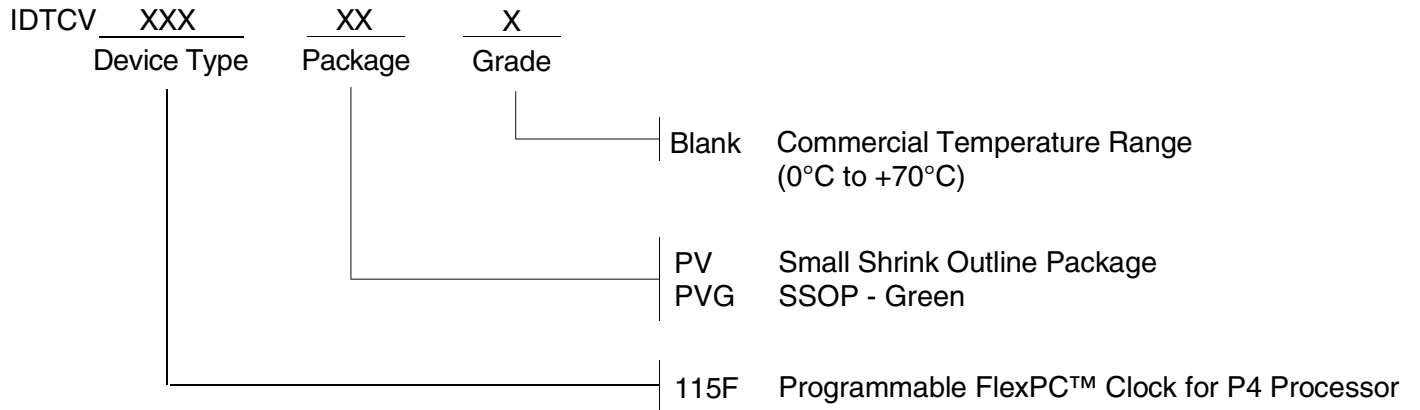 IDTCV XXX XX X
Device Type Package Grade
Blank Commercial Temperature Range
(0°C to +70°C)
PV Small Shrink Outline Package
PVG SSOP - Green
115F Programmable FlexPC™ Clock for P4 Processor